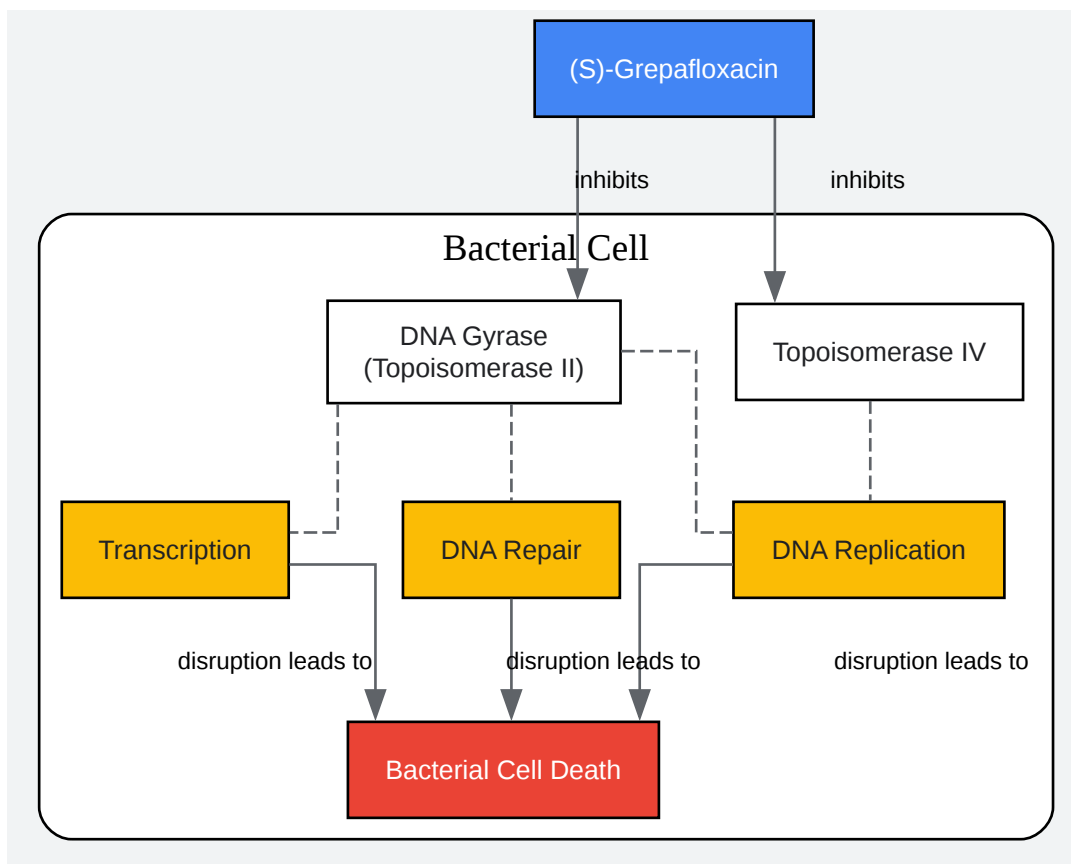 (S)-Grepafloxacin
inhibits
inhibits
Bacterial Cell
DNA Gyrase
(Topoisomerase II)
Topoisomerase IV
Transcription
DNA Repair
DNA Replication
disruption leads to
disruption leads to
disruption leads to
Bacterial Cell Death